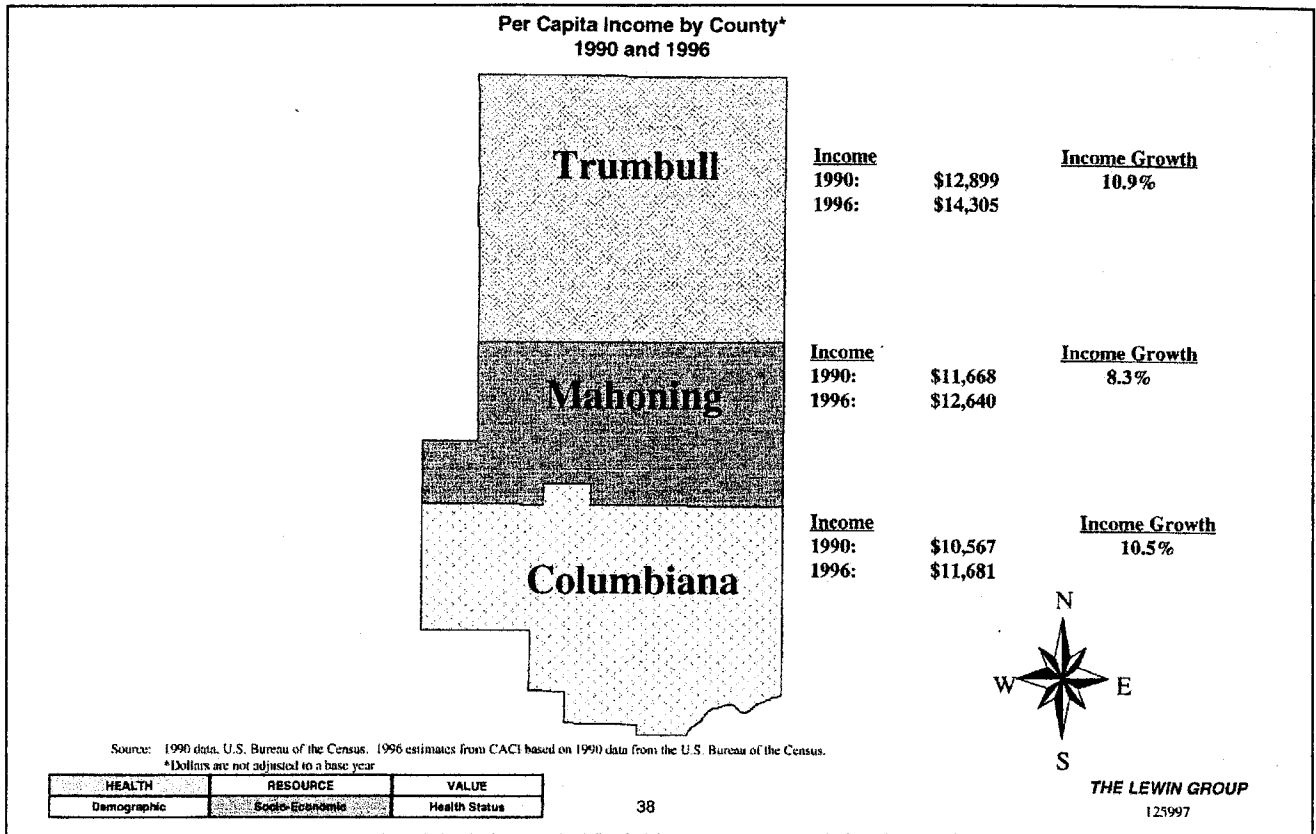 Per Capita Income by County*
1990 and 1996
Trumbull
Income Income Growth
1990: $12,899 10.9%
1996: $14,305
Mahoning
Income Income Growth
1990: $11,668 8.3%
1996: $12,640
Columbiana
Income Income Growth
1990: $10,567 10.5%
1996: $11,681
N
W E
S
Source: 1990 data, U.S. Bureau of the Census. 1996 estimates from CACI based on 1990 data from the U.S. Bureau of the Census.
*Dollars are not adjusted to a base year
HEALTH RESOURCE VALUE
Demographic Socio-Economic Health Status
38
THE LEWIN GROUP
125997